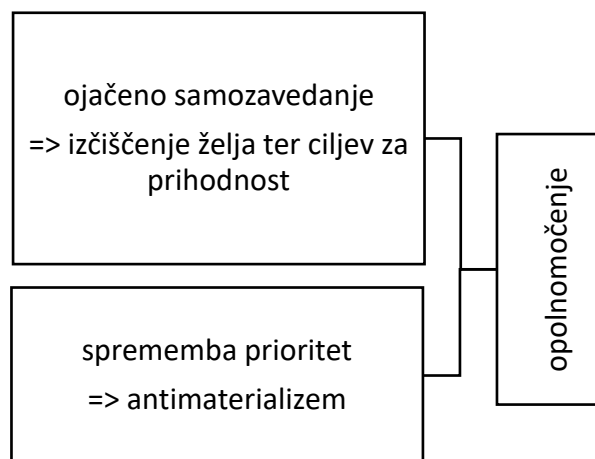 ojačeno samozavedanje
=> izčiščenje želja ter ciljev za
prihodnost
sprememba prioritet
=> antimaterializem
opolnomočenje